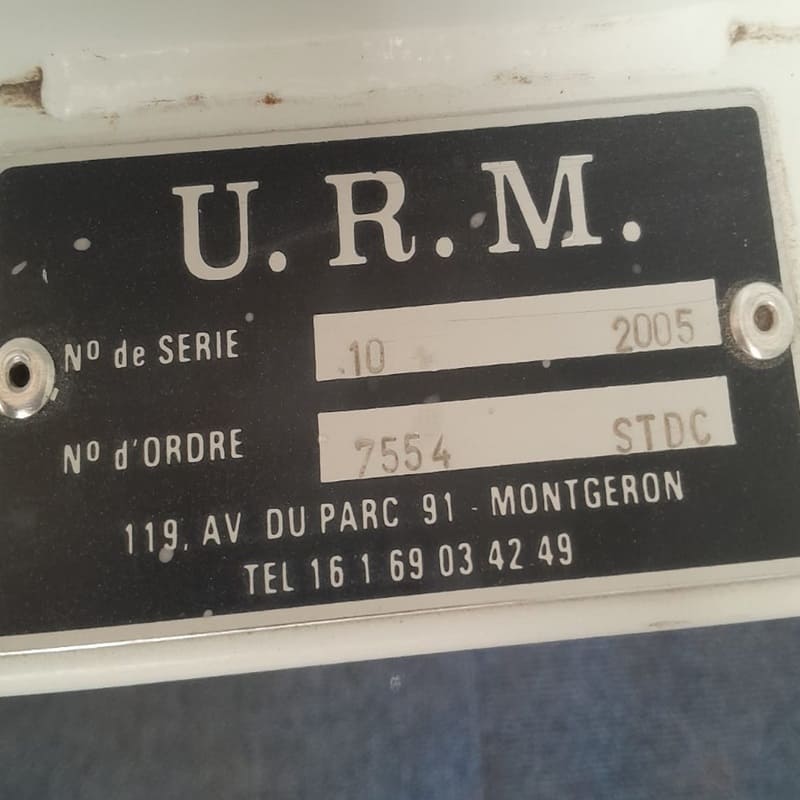 U.R.M.
Nº de SERIE 10 2005
Nº d'ORDRE 7554 STDC
119, AV DU PARC 91 - MONTGERON
TEL 16 1 69 03 42 49